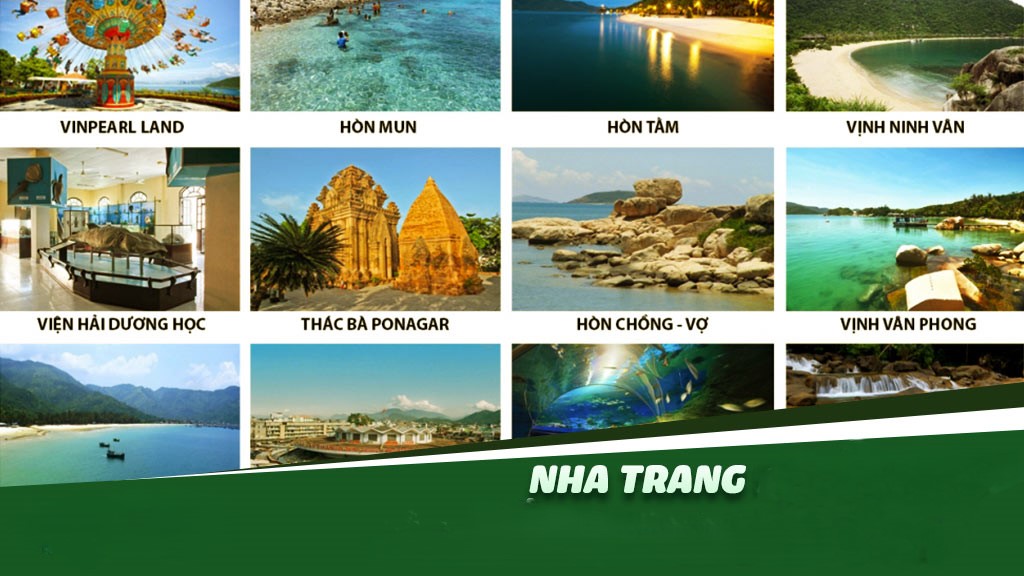 VINPEARL LAND
HÒN MUN
HÒN TẦM
VỊNH NINH VÂN
VIỆN HẢI DƯƠNG HỌC
THÁC BÀ PONAGAR
HÒN CHỒNG - VỢ
VỊNH VÂN PHONG
NHA TRANG